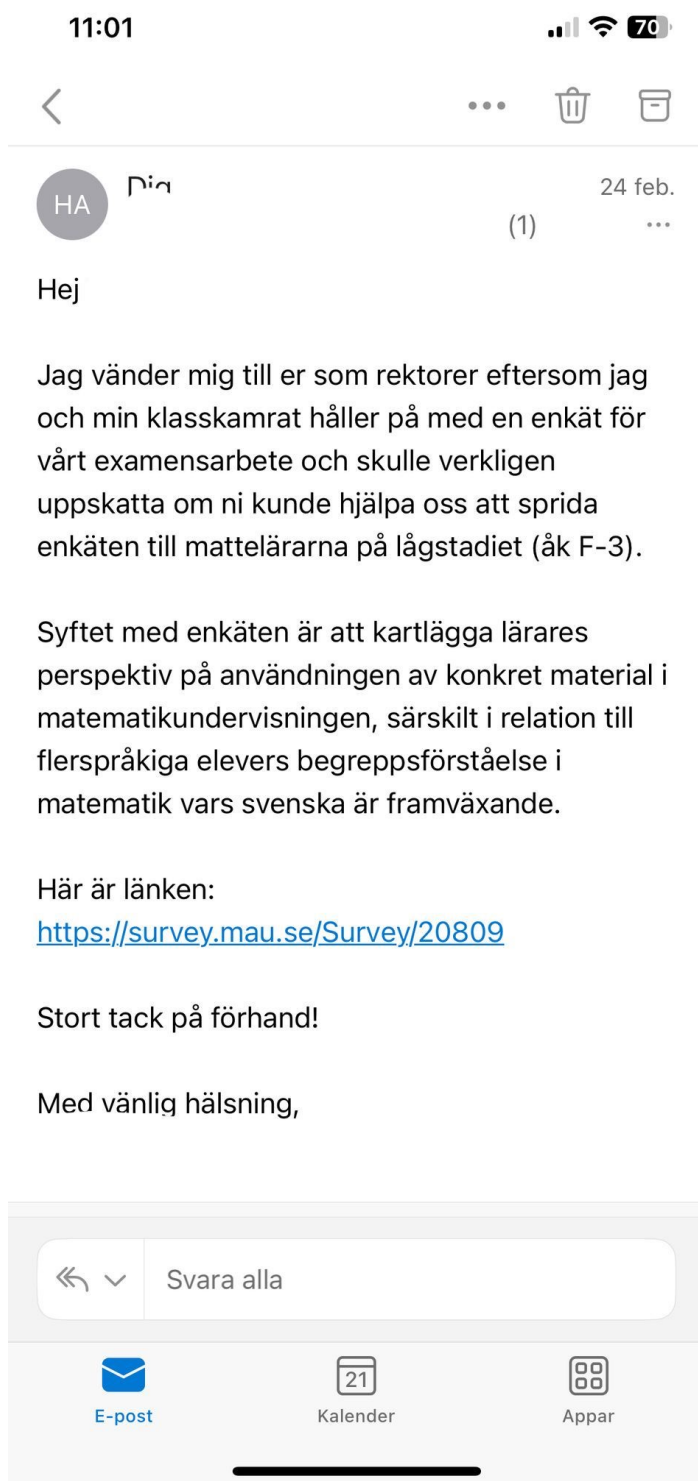 11:01
70
HA
24 feb.
(1)
Hej
Jag vänder mig till er som rektorer eftersom jag
och min klasskamrat håller på med en enkät för
vårt examensarbete och skulle verkligen
uppskatta om ni kunde hjälpa oss att sprida
enkäten till mattelärarna på lågstadiet (åk F-3).
Syftet med enkäten är att kartlägga lärares
perspektiv på användningen av konkret material i
matematikundervisningen, särskilt i relation till
flerspråkiga elevers begreppsförståelse i
matematik vars svenska är framväxande.
Här är länken:
https://survey.mau.se/Survey/20809
Stort tack på förhand!
Med vänlig hälsning,
Svara alla
21
E-post
Kalender
Appar